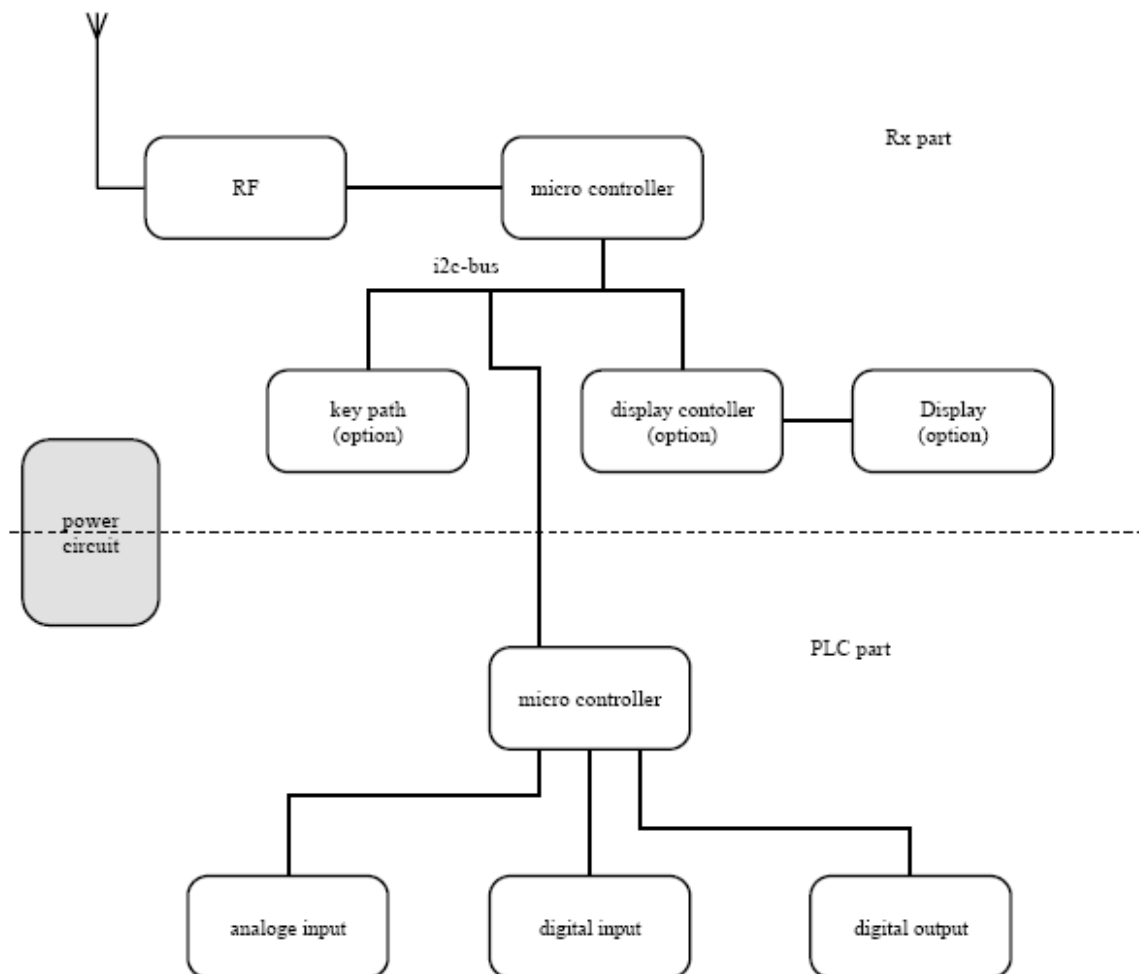 Rx part
RF
micro controller
i2c-bus
key path
(option)
display contoller
(option)
Display
(option)
power
circuit
PLC part
micro controller
analoge input
digital input
digital output